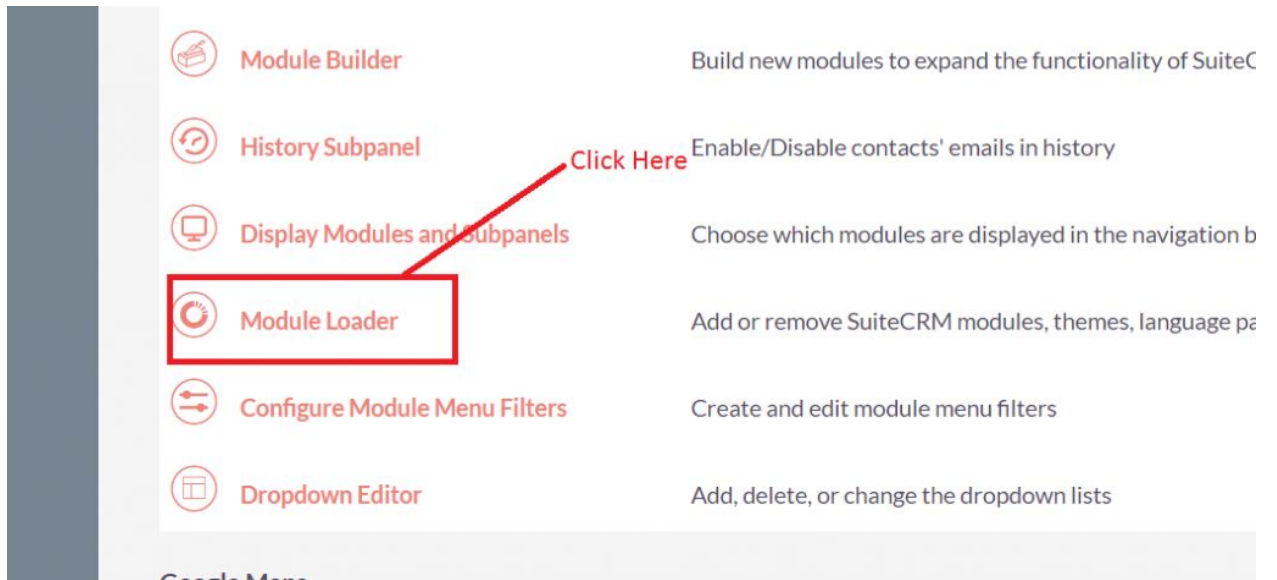 Module Builder Build new modules to expand the functionality of Suite
History Subpanel Enable/Disable contacts' emails in history
Click Here
Display Modules and Subpanels Choose which modules are displayed in the navigation b
Module Loader Add or remove SuiteCRM modules, themes, language pa
Configure Module Menu Filters Create and edit module menu filters
Dropdown Editor Add, delete, or change the dropdown lists
Google Maps